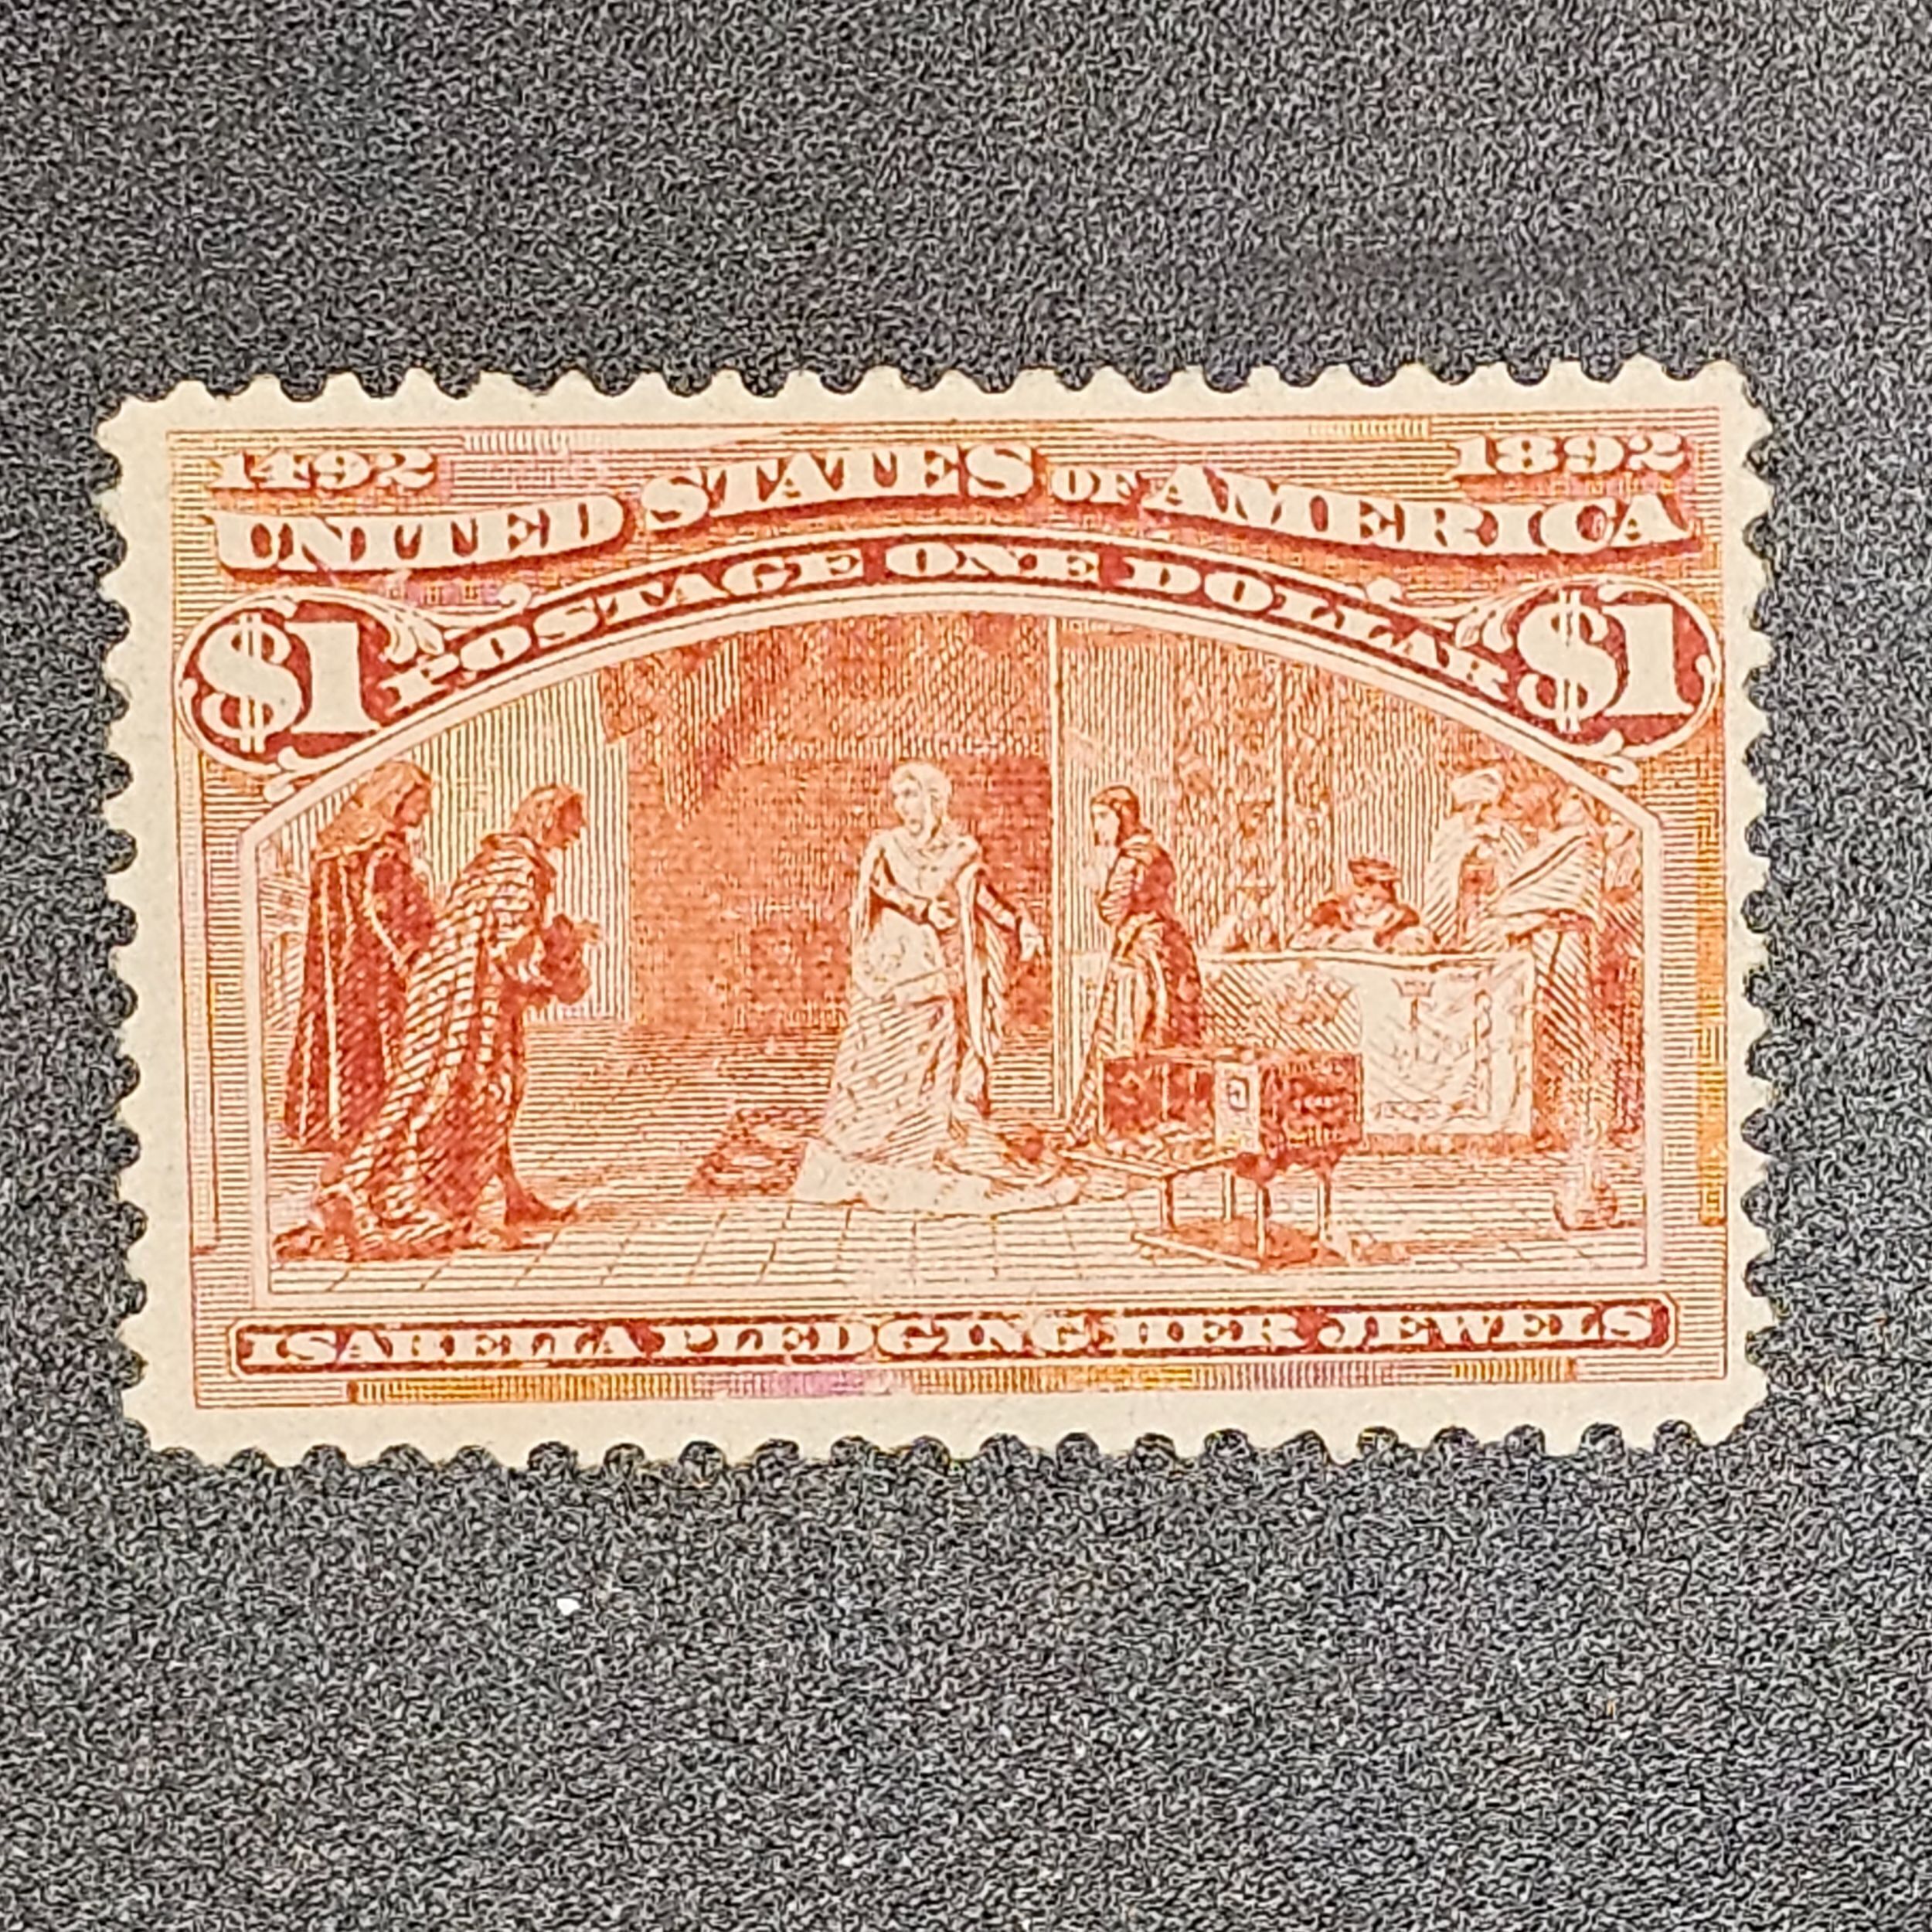 1492 1892
UNITED STATES OF AMERICA
POSTAGE ONE DOLLAR
$1 $1
ISABELLA PLEDGING HER JEWELS